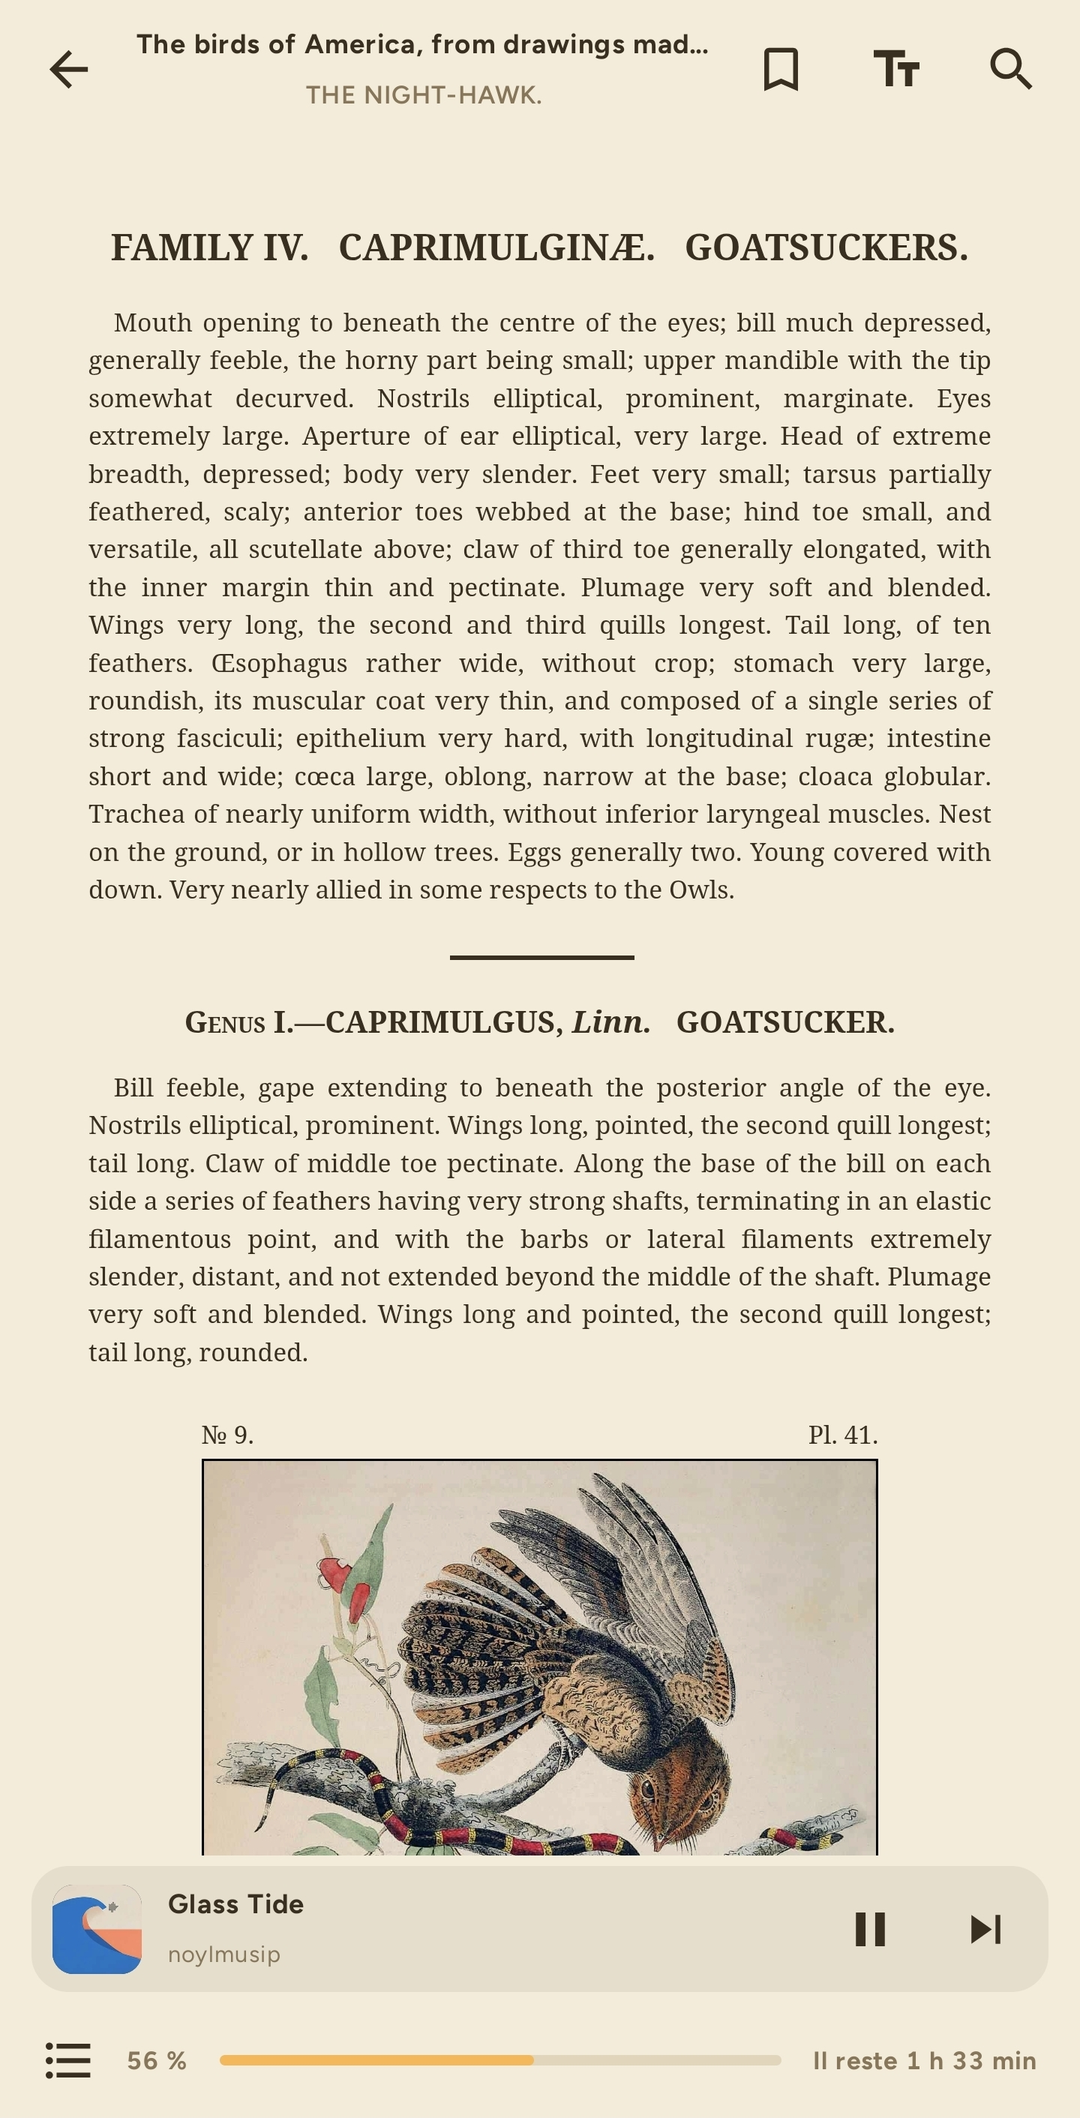 The birds of America, from drawings mad...
THE NIGHT-HAWK.
FAMILY IV. CAPRIMULGINÆ. GOATSUCKERS.
Mouth opening to beneath the centre of the eyes; bill much depressed,
generally feeble, the horny part being small; upper mandible with the tip
somewhat decurved. Nostrils elliptical, prominent, marginate. Eyes
extremely large. Aperture of ear elliptical, very large. Head of extreme
breadth, depressed; body very slender. Feet very small; tarsus partially
feathered, scaly; anterior toes webbed at the base; hind toe small, and
versatile, all scutellate above; claw of third toe generally elongated, with
the inner margin thin and pectinate. Plumage very soft and blended.
Wings very long, the second and third quills longest. Tail long, of ten
feathers. Œsophagus rather wide, without crop; stomach very large,
roundish, its muscular coat very thin, and composed of a single series of
strong fasciculi; epithelium very hard, with longitudinal rugæ; intestine
short and wide; cœca large, oblong, narrow at the base; cloaca globular.
Trachea of nearly uniform width, without inferior laryngeal muscles. Nest
on the ground, or in hollow trees. Eggs generally two. Young covered with
down. Very nearly allied in some respects to the Owls.
Genus I.—CAPRIMULGUS, Linn. GOATSUCKER.
Bill feeble, gape extending to beneath the posterior angle of the eye.
Nostrils elliptical, prominent. Wings long, pointed, the second quill longest;
tail long. Claw of middle toe pectinate. Along the base of the bill on each
side a series of feathers having very strong shafts, terminating in an elastic
filamentous point, and with the barbs or lateral filaments extremely
slender, distant, and not extended beyond the middle of the shaft. Plumage
very soft and blended. Wings long and pointed, the second quill longest;
tail long, rounded.
№ 9. Pl. 41.
Glass Tide
noylmusip
56 % Il reste 1 h 33 min